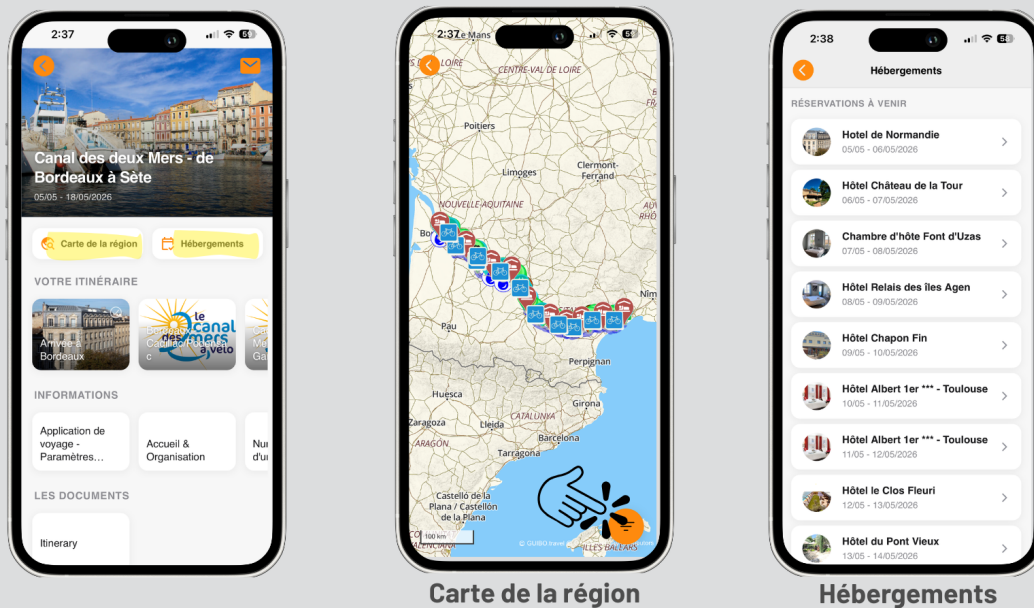 2:37
Canal des deux Mers - de
Bordeaux à Sète
05/05 - 18/05/2026
Carte de la région
Hébergements
VOTRE ITINÉRAIRE
Arrivée à
Bordeaux
le
canal
des 2 mers
à vélo
Bordeaux
Cadillac/Podensa
c
INFORMATIONS
Application de
voyage -
Paramètres...
Accueil &
Organisation
LES DOCUMENTS
Itinerary
2:37
Le Mans
CENTRE-VAL DE LOIRE
Poitiers
Limoges
Clermont-
Ferrand
NOUVELLE-AQUITAINE
Pau
Perpignan
Huesca
Girona
CATALUNYA
Zaragoza
Lleida
Barcelona
ARAGÓN
Tarragona
Castelló de la
Plana / Castellón
de la Plana
100 km
ILLES BALEARS
Carte de la région
2:38
Hébergements
RÉSERVATIONS À VENIR
Hotel de Normandie
05/05 - 06/05/2026
Hôtel Château de la Tour
06/05 - 07/05/2026
Chambre d'hôte Font d'Uzas
07/05 - 08/05/2026
Hôtel Relais des îles Agen
08/05 - 09/05/2026
Hôtel Chapon Fin
09/05 - 10/05/2026
Hôtel Albert 1er *** - Toulouse
10/05 - 11/05/2026
Hôtel Albert 1er *** - Toulouse
11/05 - 12/05/2026
Hôtel le Clos Fleuri
12/05 - 13/05/2026
Hôtel du Pont Vieux
13/05 - 14/05/2026
Hébergements